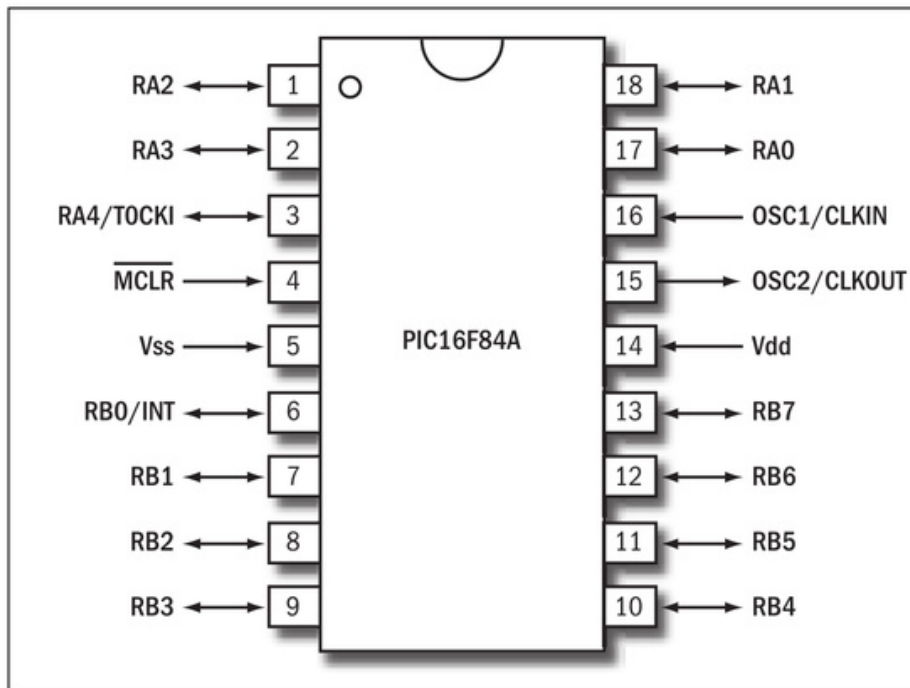 RA2 1 18 RA1
RA3 2 17 RA0
RA4/T0CKI 3 16 OSC1/CLKIN
MCLR 4 15 OSC2/CLKOUT
Vss 5 PIC16F84A 14 Vdd
RB0/INT 6 13 RB7
RB1 7 12 RB6
RB2 8 11 RB5
RB3 9 10 RB4